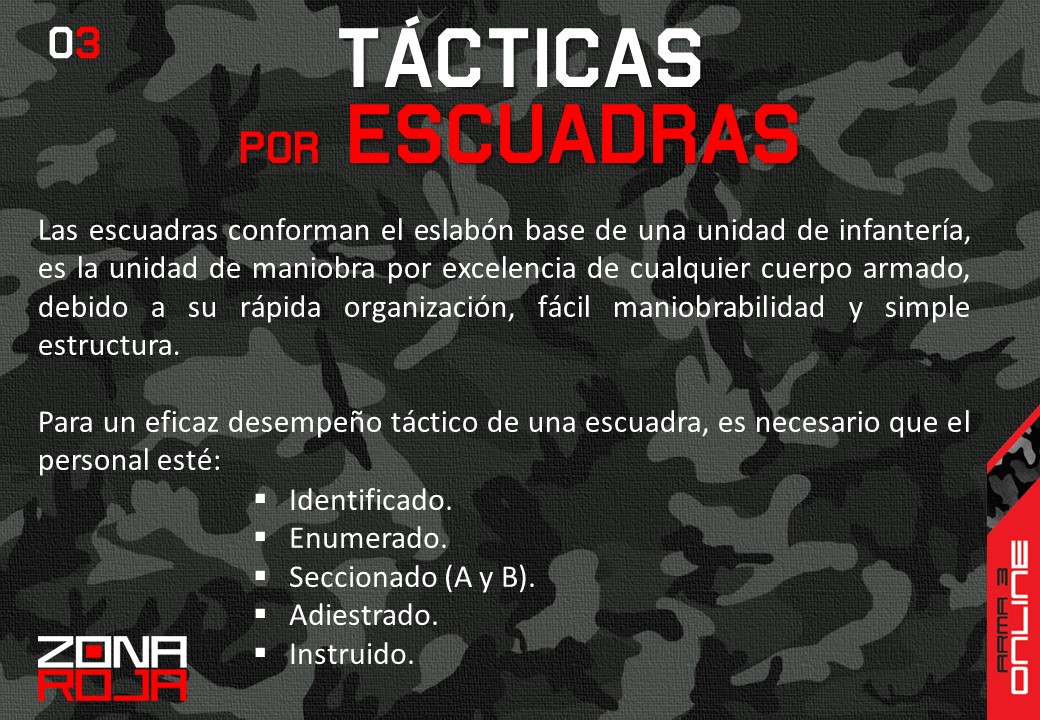 03
TÁCTICAS
POR ESCUADRAS
Las escuadras conforman el eslabón base de una unidad de infantería,
es la unidad de maniobra por excelencia de cualquier cuerpo armado,
debido a su rápida organización, fácil maniobrabilidad y simple
estructura.
Para un eficaz desempeño táctico de una escuadra, es necesario que el
personal esté:
▪ Identificado.
▪ Enumerado.
▪ Seccionado (A y B).
▪ Adiestrado.
▪ Instruido.
ZONA
ROJA
ARMA 3
ONLINE